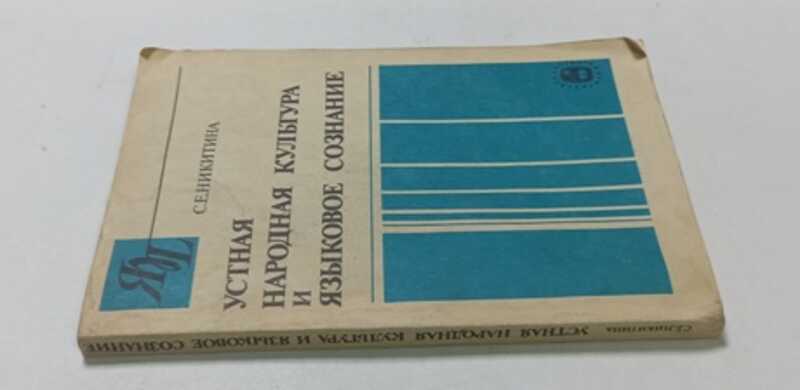 С.Е.НИКИТИНА
УСТНАЯ
НАРОДНАЯ КУЛЬТУРА
И
ЯЗЫКОВОЕ СОЗНАНИЕ
С.Е.НИКИТИНА УСТНАЯ НАРОДНАЯ КУЛЬТУРА И ЯЗЫКОВОЕ СОЗНАНИЕ